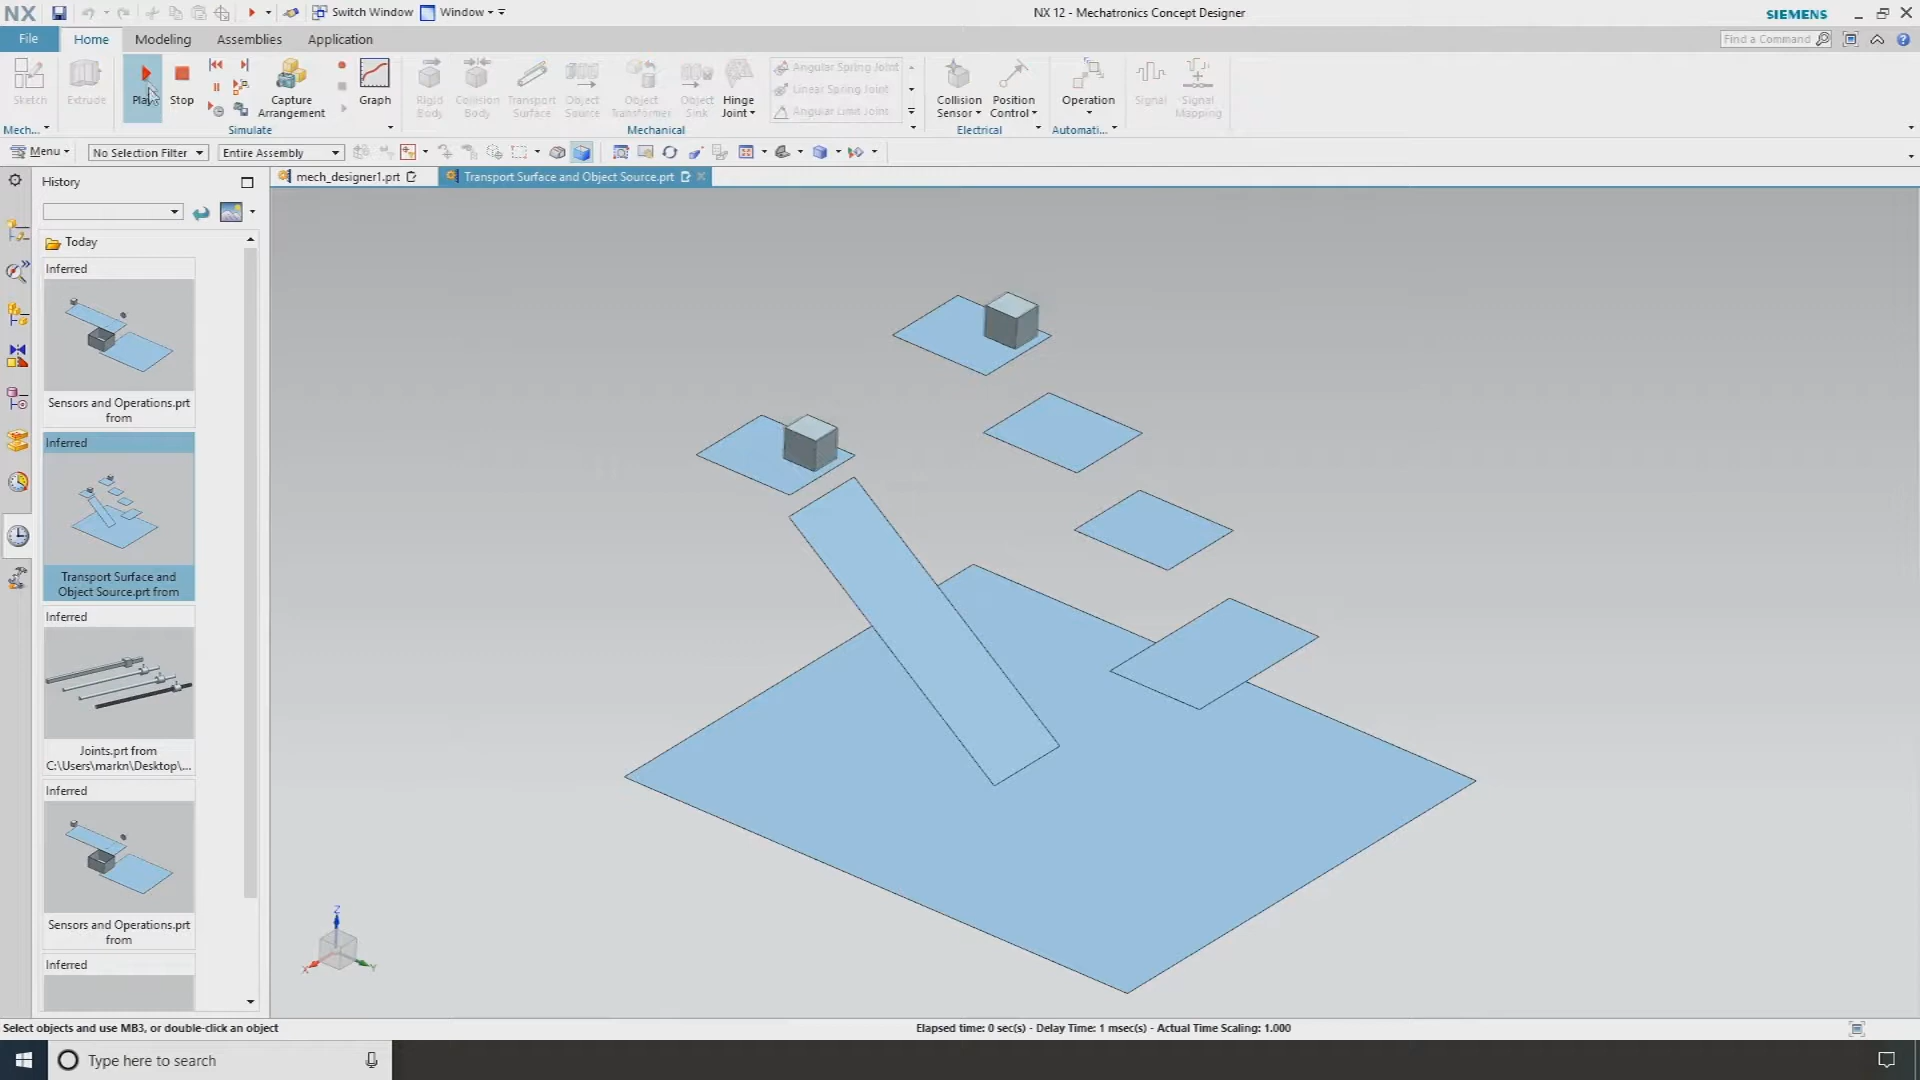 NX
Switch Window
Window
NX 12 - Mechatronics Concept Designer
SIEMENS
File
Home
Modeling
Assemblies
Application
Find a Command
Sketch
Extrude
Play
Stop
Capture
Arrangement
Graph
Rigid
Body
Collision
Body
Transport
Surface
Object
Source
Object
Transformer
Object
Sink
Hinge
Joint
Angular Spring Joint
Linear Spring Joint
Angular Limit Joint
Collision
Sensor
Position
Control
Operation
Signal
Signal
Mapping
Mech...
Simulate
Mechanical
Electrical
Automati...
Menu
No Selection Filter
Entire Assembly
History
mech_designer1.prt
Transport Surface and Object Source.prt
Today
Inferred
Sensors and Operations.prt
from
Inferred
Transport Surface and
Object Source.prt from
Inferred
Joints.prt from
C:\Users\markn\Desktop\...
Inferred
Sensors and Operations.prt
from
Inferred
Z
X
Y
Select objects and use MB3, or double-click an object
Elapsed time: 0 sec(s) - Delay Time: 1 msec(s) - Actual Time Scaling: 1.000
Type here to search